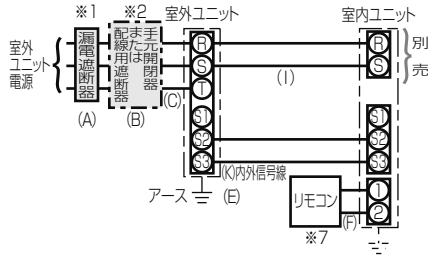 ※1
※2
室外ユニット
室内ユニット
室外
ユニット
電源
漏電遮断器
手元開閉器
または
配線用遮断器
R
S
T
S1
S2
S3
R
S
S1
S2
S3
1
2
別売
(A)
(B)
(C)
(I)
(K)内外信号線
アース
(E)
リモコン
(F)
※7